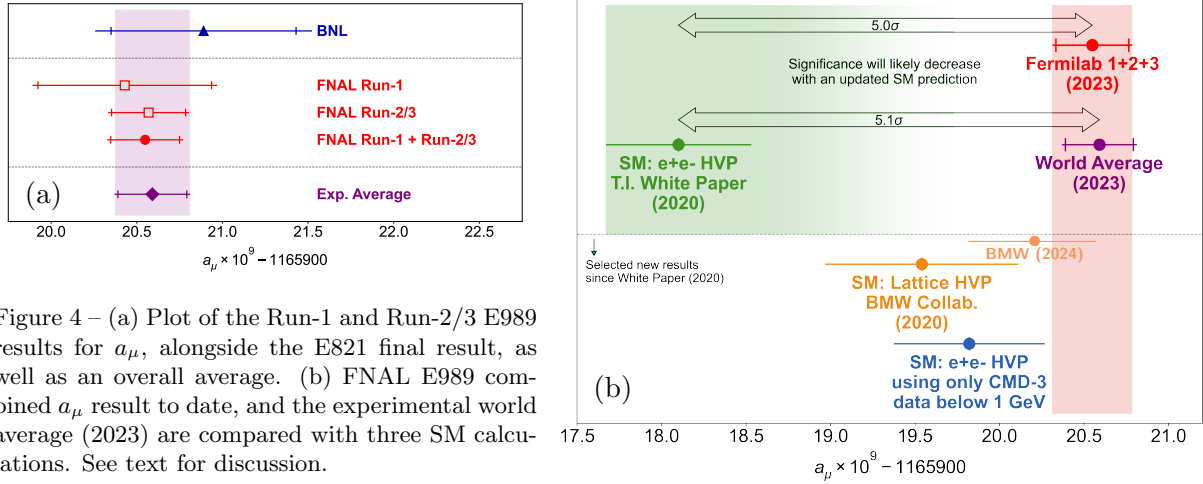 BNL
FNAL Run-1
FNAL Run-2/3
FNAL Run-1 + Run-2/3
(a)
Exp. Average
20.0 20.5 21.0 21.5 22.0 22.5
aμ × 10⁹ − 1165900
Figure 4 – (a) Plot of the Run-1 and Run-2/3 E989
results for aμ, alongside the E821 final result, as
well as an overall average. (b) FNAL E989 com-
bined aμ result to date, and the experimental world
average (2023) are compared with three SM calcu-
lations. See text for discussion.
5.0σ
Significance will likely decrease
with an updated SM prediction
Fermilab 1+2+3
(2023)
5.1σ
SM: e+e- HVP
T.I. White Paper
(2020)
World Average
(2023)
BMW (2024)
Selected new results
since White Paper (2020)
SM: Lattice HVP
BMW Collab.
(2020)
SM: e+e- HVP
using only CMD-3
data below 1 GeV
(b)
17.5 18.0 18.5 19.0 19.5 20.0 20.5 21.0
aμ × 10⁹ − 1165900